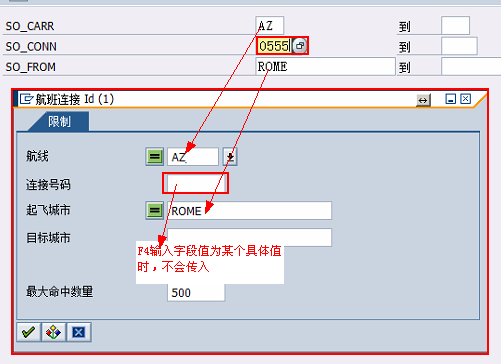 SO_CARR AZ 到
SO_CONN 0555 到
SO_FROM ROME 到
航班连接 Id (1)
限制
航线 AZ
连接号码
起飞城市 ROME
目标城市
F4输入字段值为某个具体值
时，不会传入
最大命中数量 500